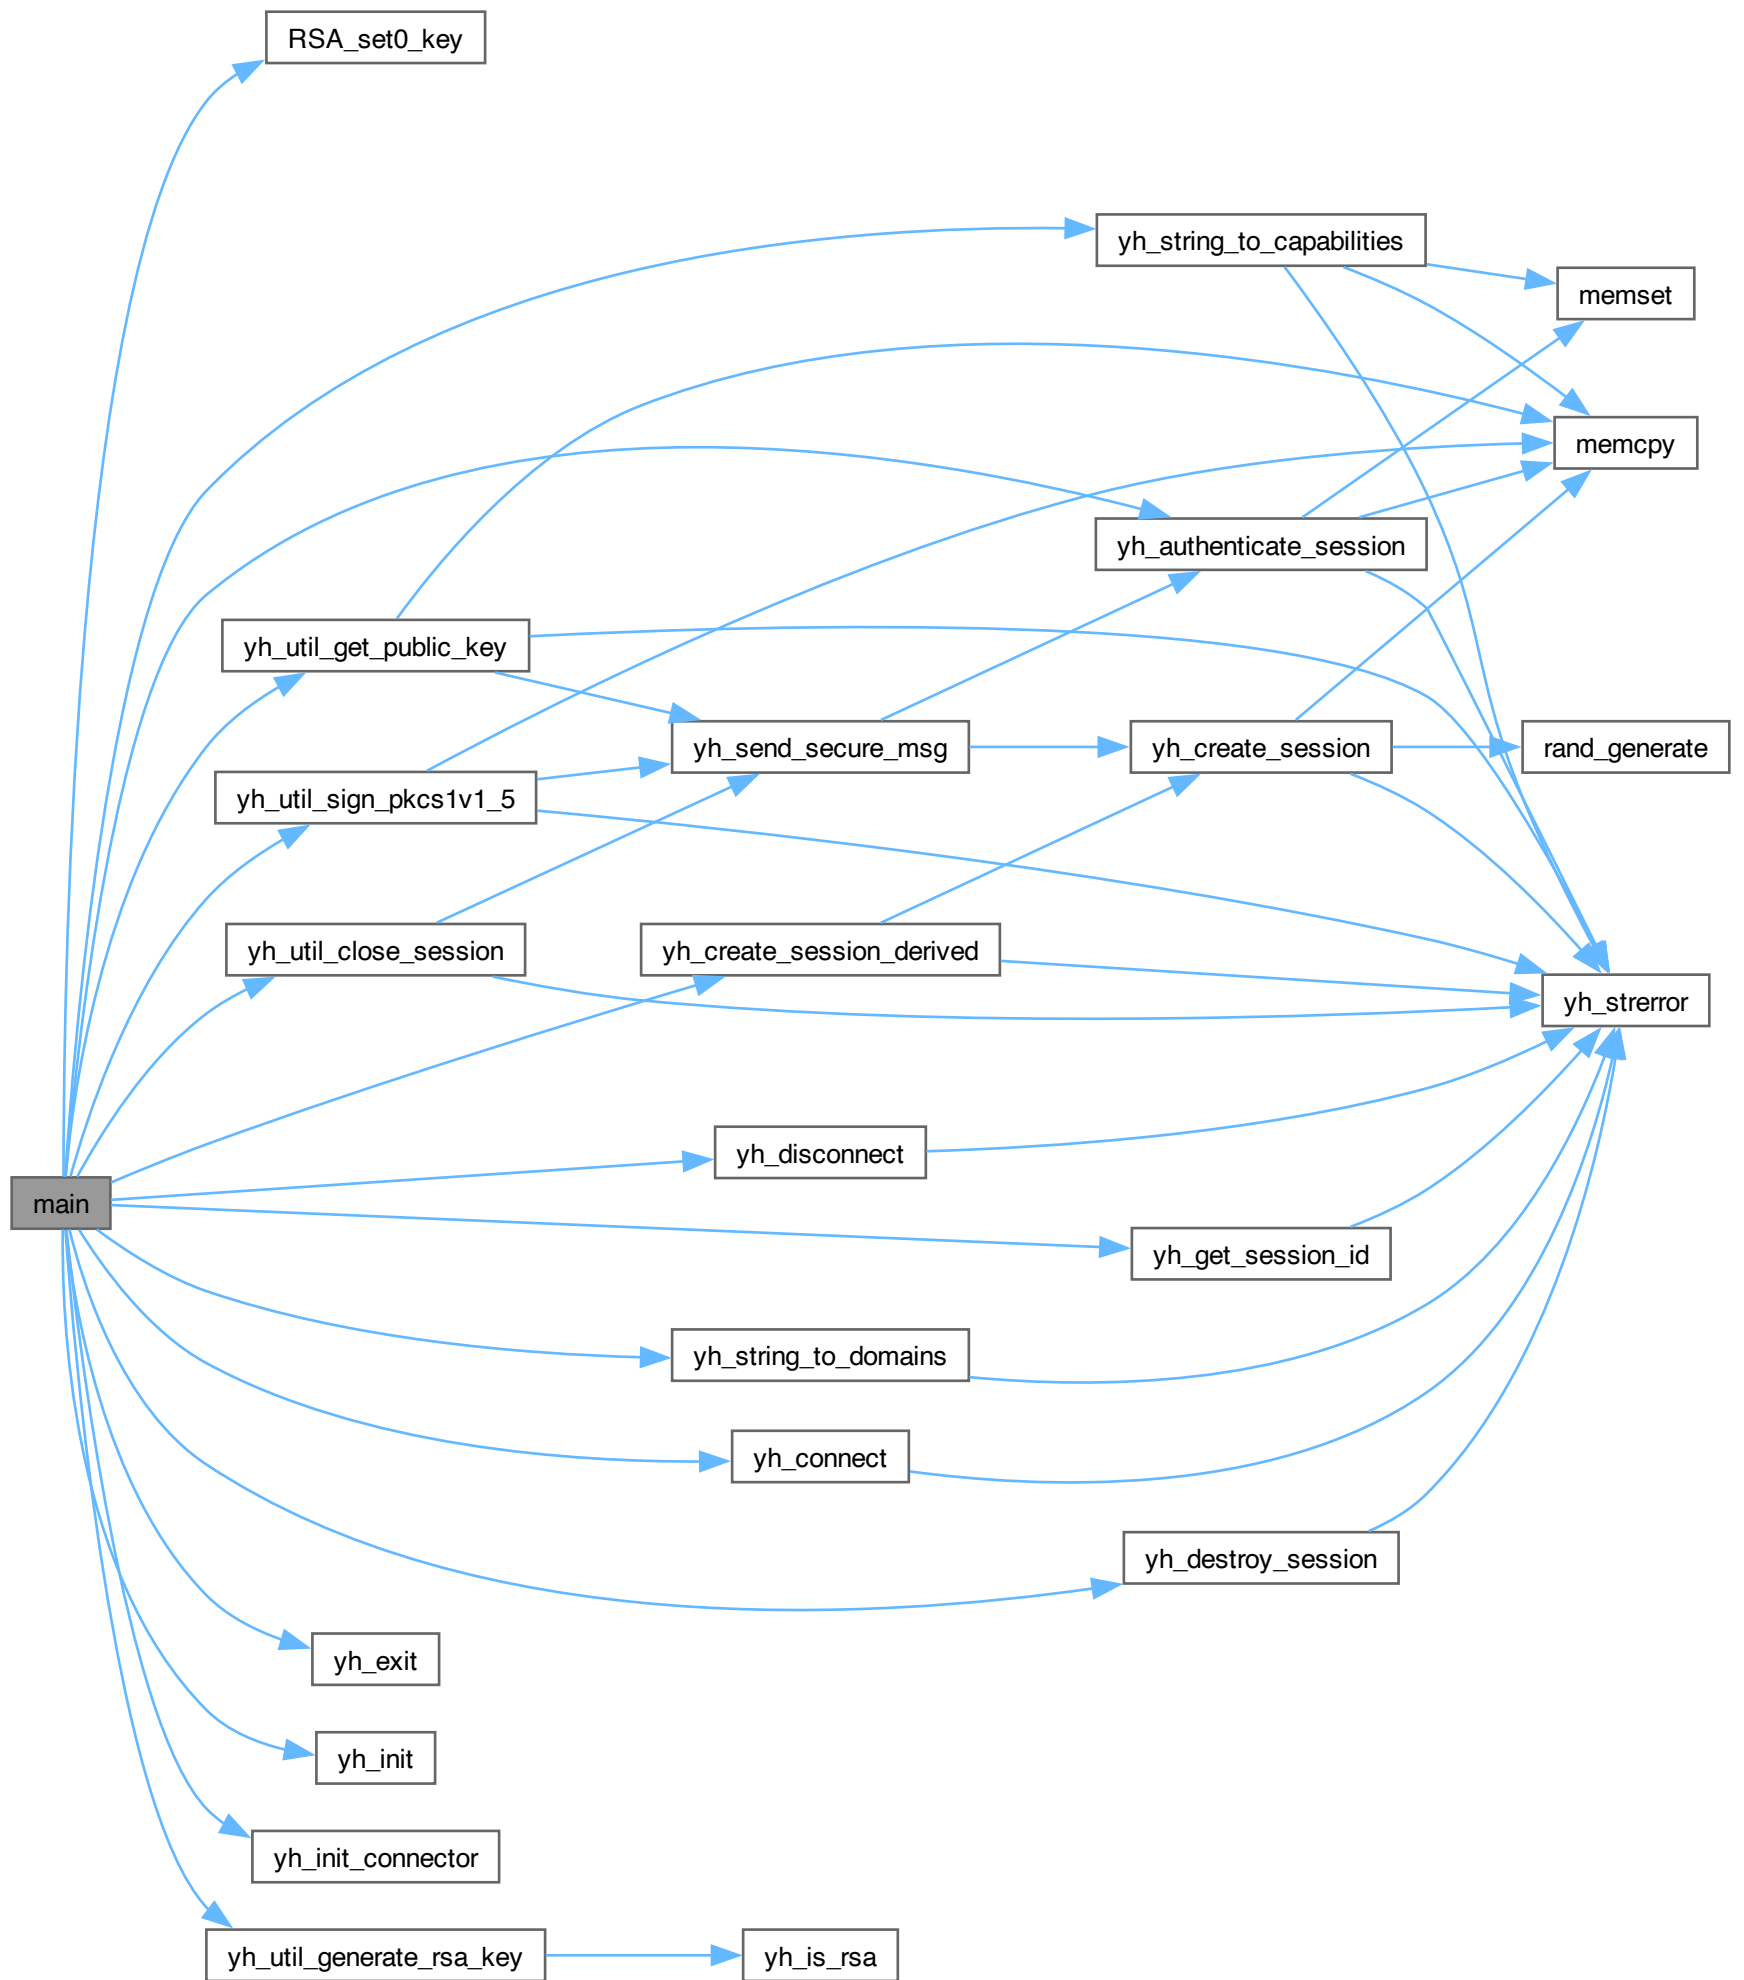 RSA_set0_key
yh_string_to_capabilities
memset
memcpy
yh_authenticate_session
yh_util_get_public_key
yh_send_secure_msg
yh_create_session
rand_generate
yh_util_sign_pkcs1v1_5
yh_util_close_session
yh_create_session_derived
yh_strerror
yh_disconnect
main
yh_get_session_id
yh_string_to_domains
yh_connect
yh_destroy_session
yh_exit
yh_init
yh_init_connector
yh_util_generate_rsa_key
yh_is_rsa